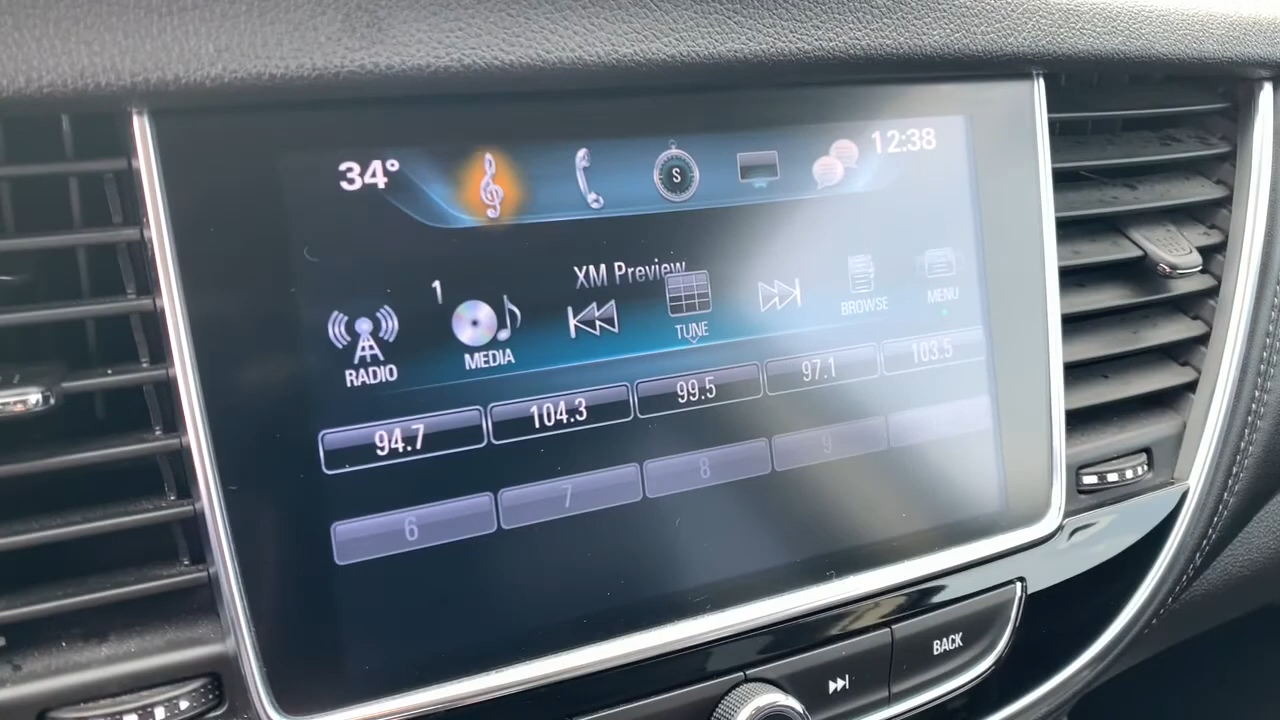 34° S 12:38
1 XM Preview
RADIO MEDIA TUNE BROWSE MENU
94.7 104.3 99.5 97.1 103.5
6 7 8 9
BACK